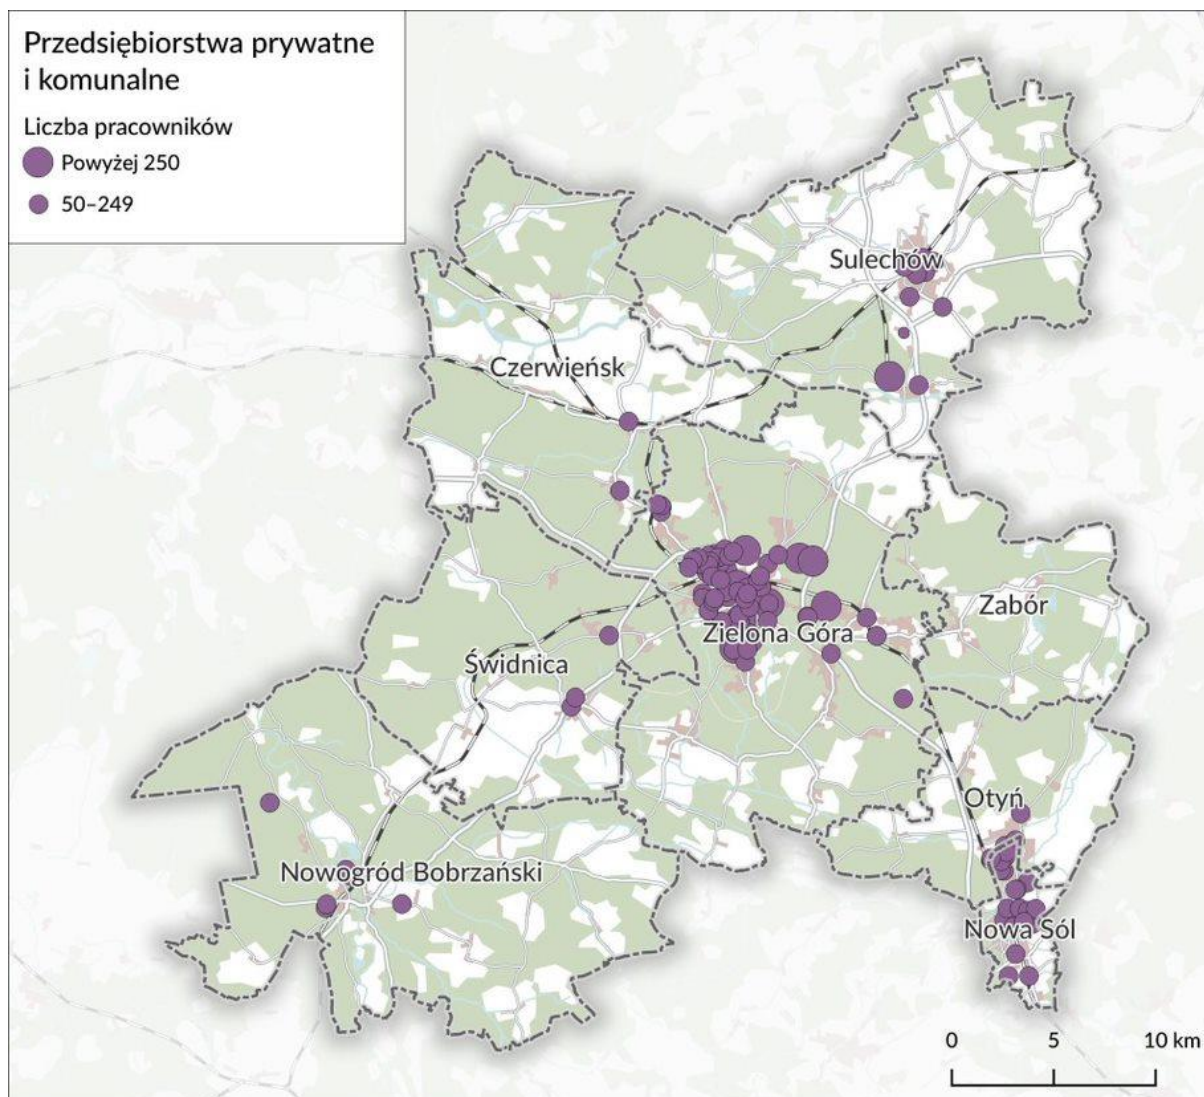 Przedsiębiorstwa prywatne
i komunalne
Liczba pracowników
Powyżej 250
50–249
Sulechów
Czerwieńsk
Zabór
Zielona Góra
Świdnica
Otyń
Nowogród Bobrzański
Nowa Sól
0 5 10 km